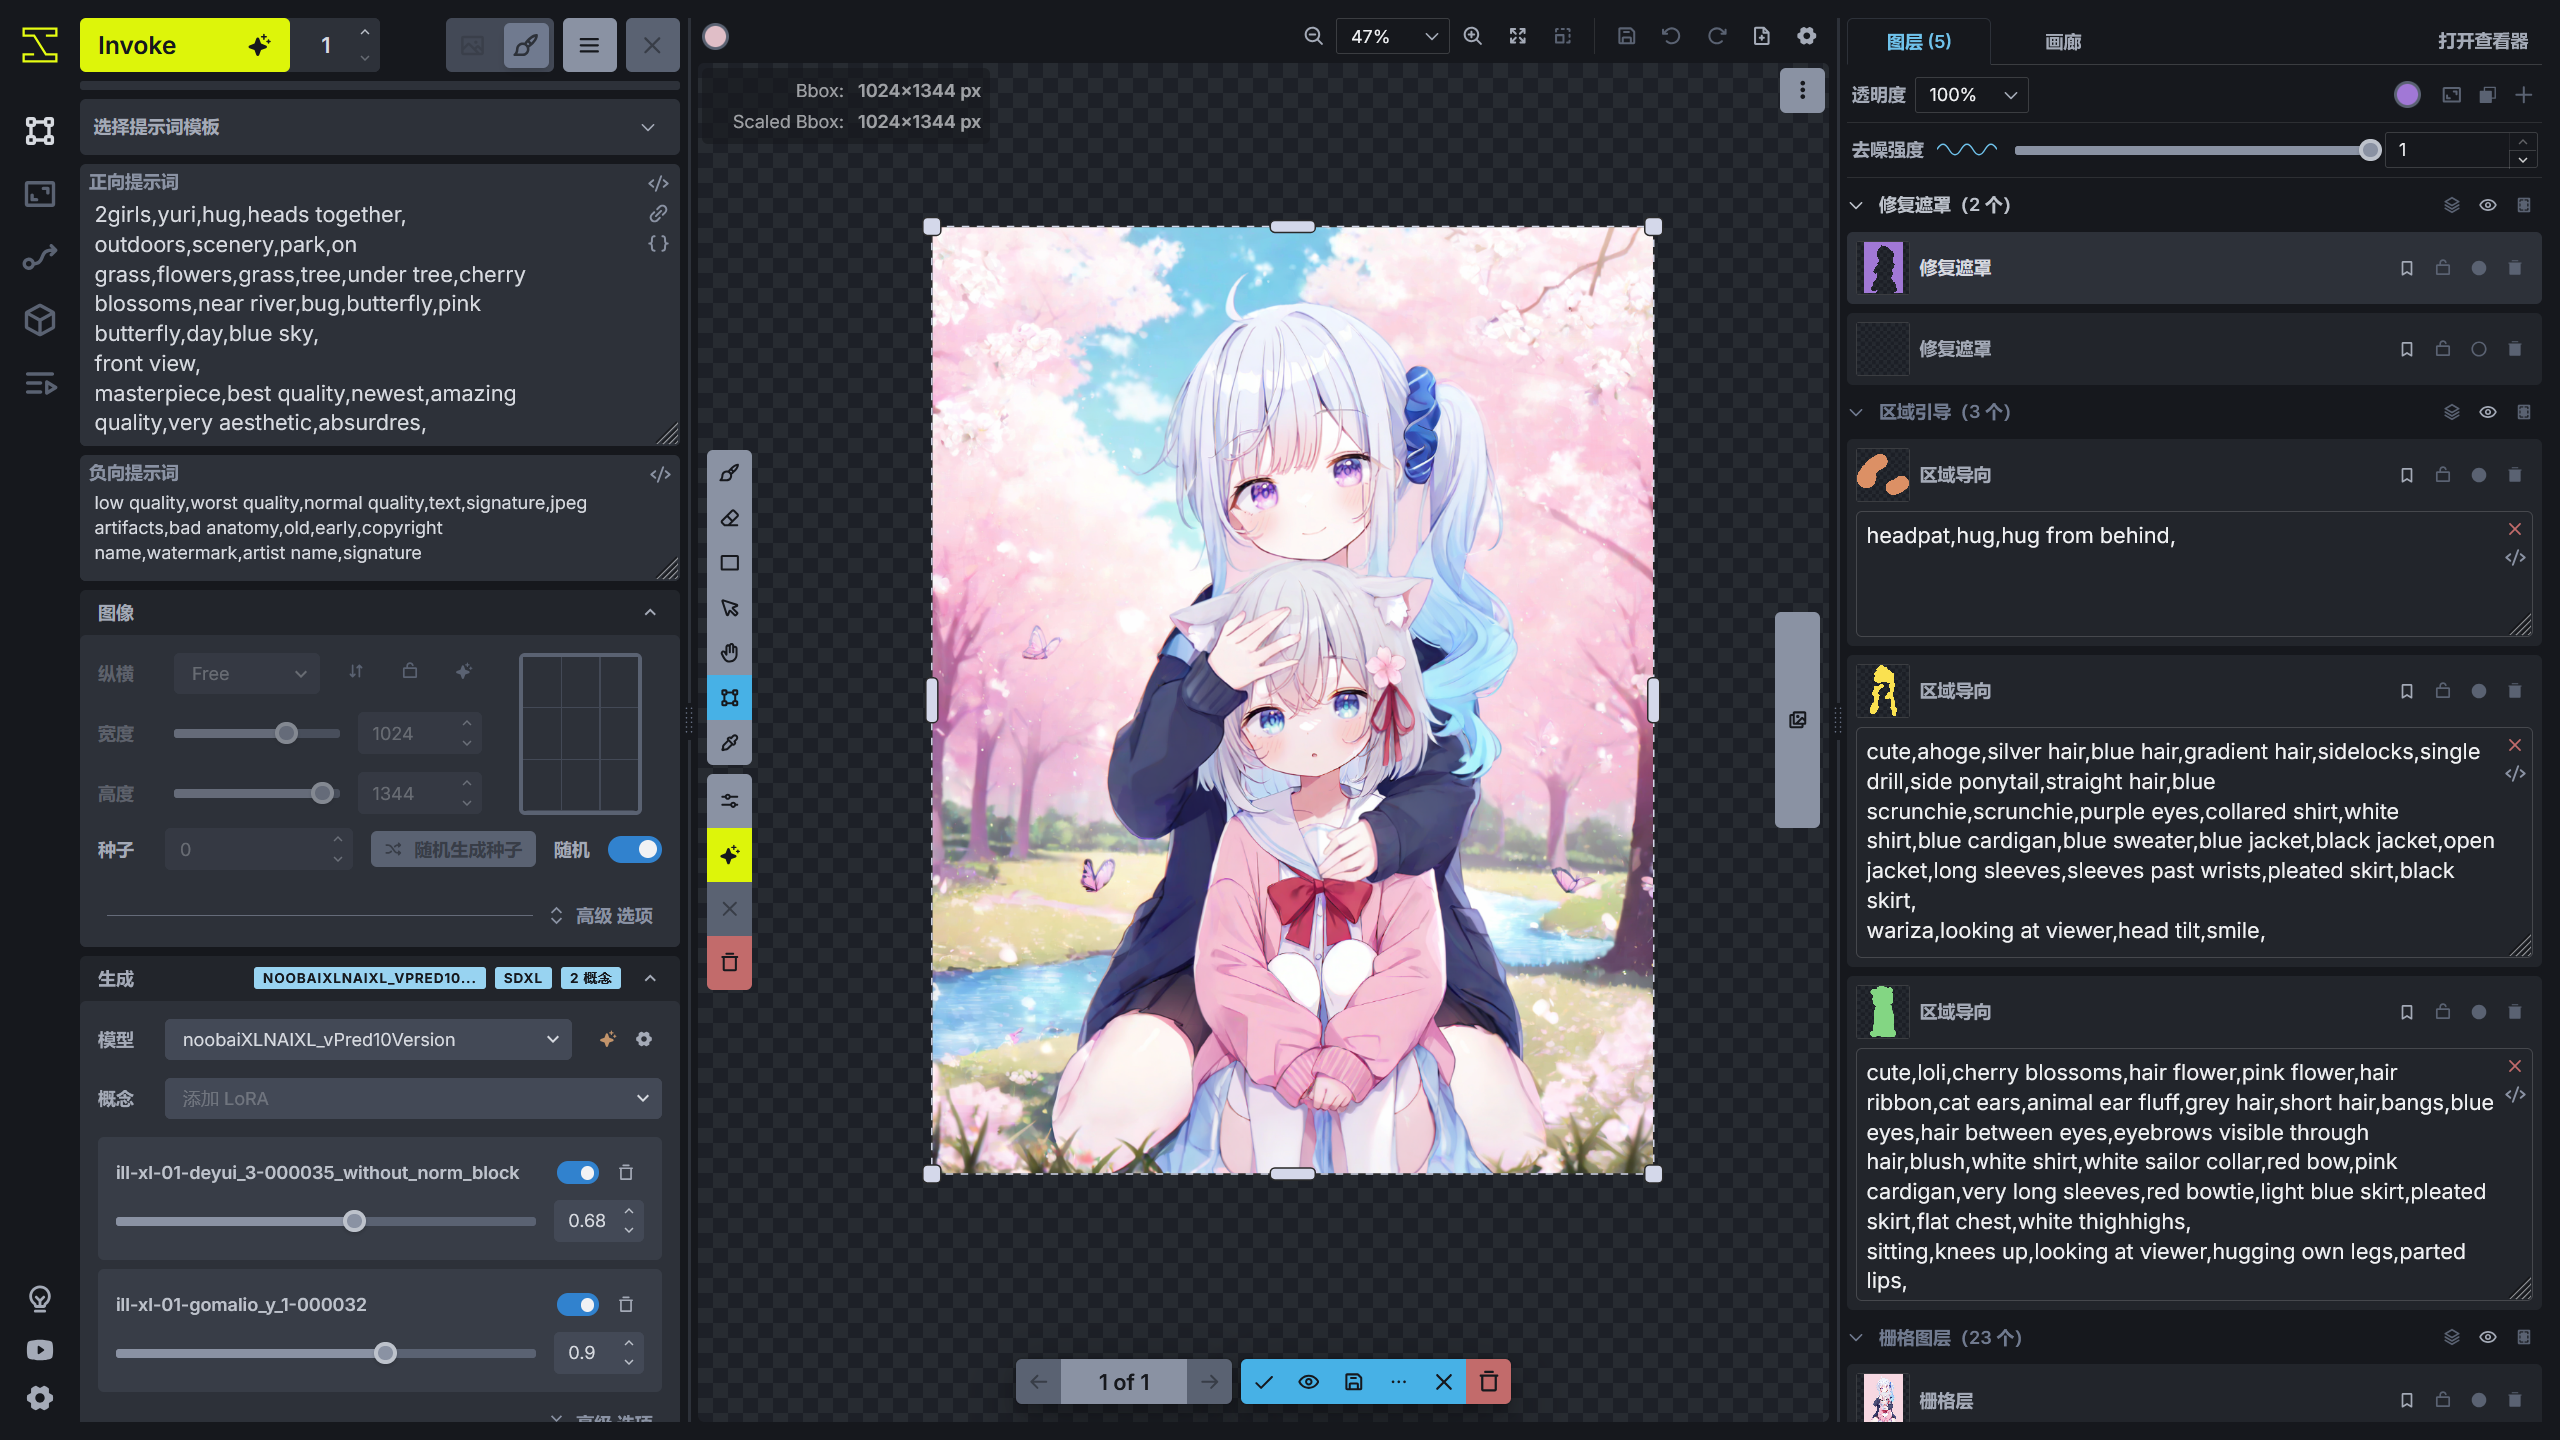 Invoke
1
选择提示词模板
正向提示词
2girls,yuri,hug,heads together,
outdoors,scenery,park,on
grass,flowers,grass,tree,under tree,cherry
blossoms,near river,bug,butterfly,pink
butterfly,day,blue sky,
front view,
masterpiece,best quality,newest,amazing
quality,very aesthetic,absurdres,
负向提示词
low quality,worst quality,normal quality,text,signature,jpeg
artifacts,bad anatomy,old,early,copyright
name,watermark,artist name,signature
图像
纵横
Free
宽度
1024
高度
1344
种子
0
随机生成种子
随机
高级 选项
生成
NOOBAIXLNAIXL_VPRED10...
SDXL
2 概念
模型
noobaiXLNAIXL_vPred10Version
概念
添加 LoRA
ill-xl-01-deyui_3-000035_without_norm_block
0.68
ill-xl-01-gomalio_y_1-000032
0.9
高级 选项
47%
Bbox: 1024×1344 px
Scaled Bbox: 1024×1344 px
1 of 1
图层 (5)
画廊
打开查看器
透明度
100%
去噪强度
1
修复遮罩（2 个）
修复遮罩
修复遮罩
区域引导（3 个）
区域导向
headpat,hug,hug from behind,
区域导向
cute,ahoge,silver hair,blue hair,gradient hair,sidelocks,single
drill,side ponytail,straight hair,blue
scrunchie,scrunchie,purple eyes,collared shirt,white
shirt,blue cardigan,blue sweater,blue jacket,black jacket,open
jacket,long sleeves,sleeves past wrists,pleated skirt,black
skirt,
wariza,looking at viewer,head tilt,smile,
区域导向
cute,loli,cherry blossoms,hair flower,pink flower,hair
ribbon,cat ears,animal ear fluff,grey hair,short hair,bangs,blue
eyes,hair between eyes,eyebrows visible through
hair,blush,white shirt,white sailor collar,red bow,pink
cardigan,very long sleeves,red bowtie,light blue skirt,pleated
skirt,flat chest,white thighhighs,
sitting,knees up,looking at viewer,hugging own legs,parted
lips,
栅格图层（23 个）
栅格层